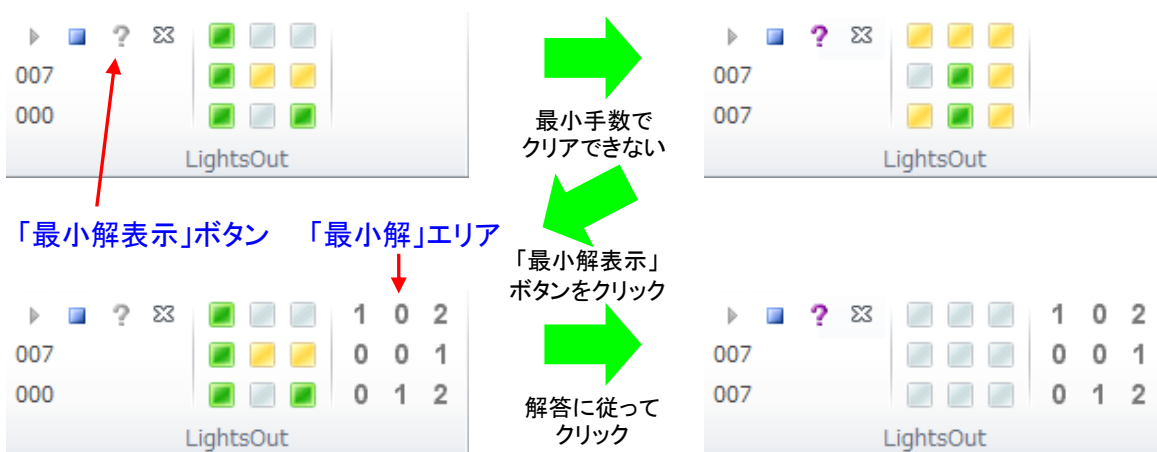 ?
007
000
LightsOut
最小手数で
クリアできない
?
007
007
LightsOut
「最小解表示」ボタン
「最小解」エリア
「最小解表示」
ボタンをクリック
? 1 0 2
007 0 0 1
000 0 1 2
LightsOut
解答に従って
クリック
? 1 0 2
007 0 0 1
007 0 1 2
LightsOut